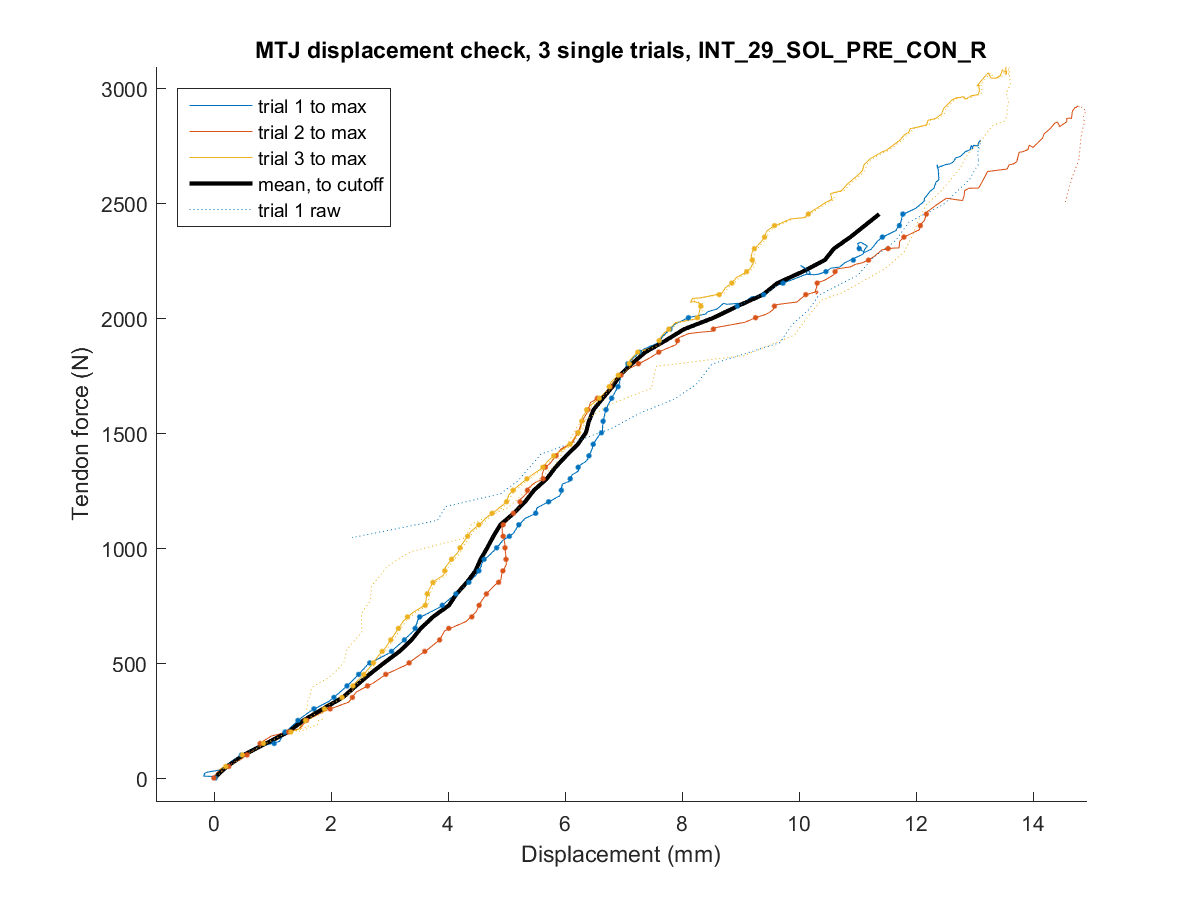 MTJ displacement check, 3 single trials, INT_29_SOL_PRE_CON_R
trial 1 to max
trial 2 to max
trial 3 to max
mean, to cutoff
trial 1 raw
3000
2500
2000
1500
1000
500
0
Tendon force (N)
0 2 4 6 8 10 12 14
Displacement (mm)